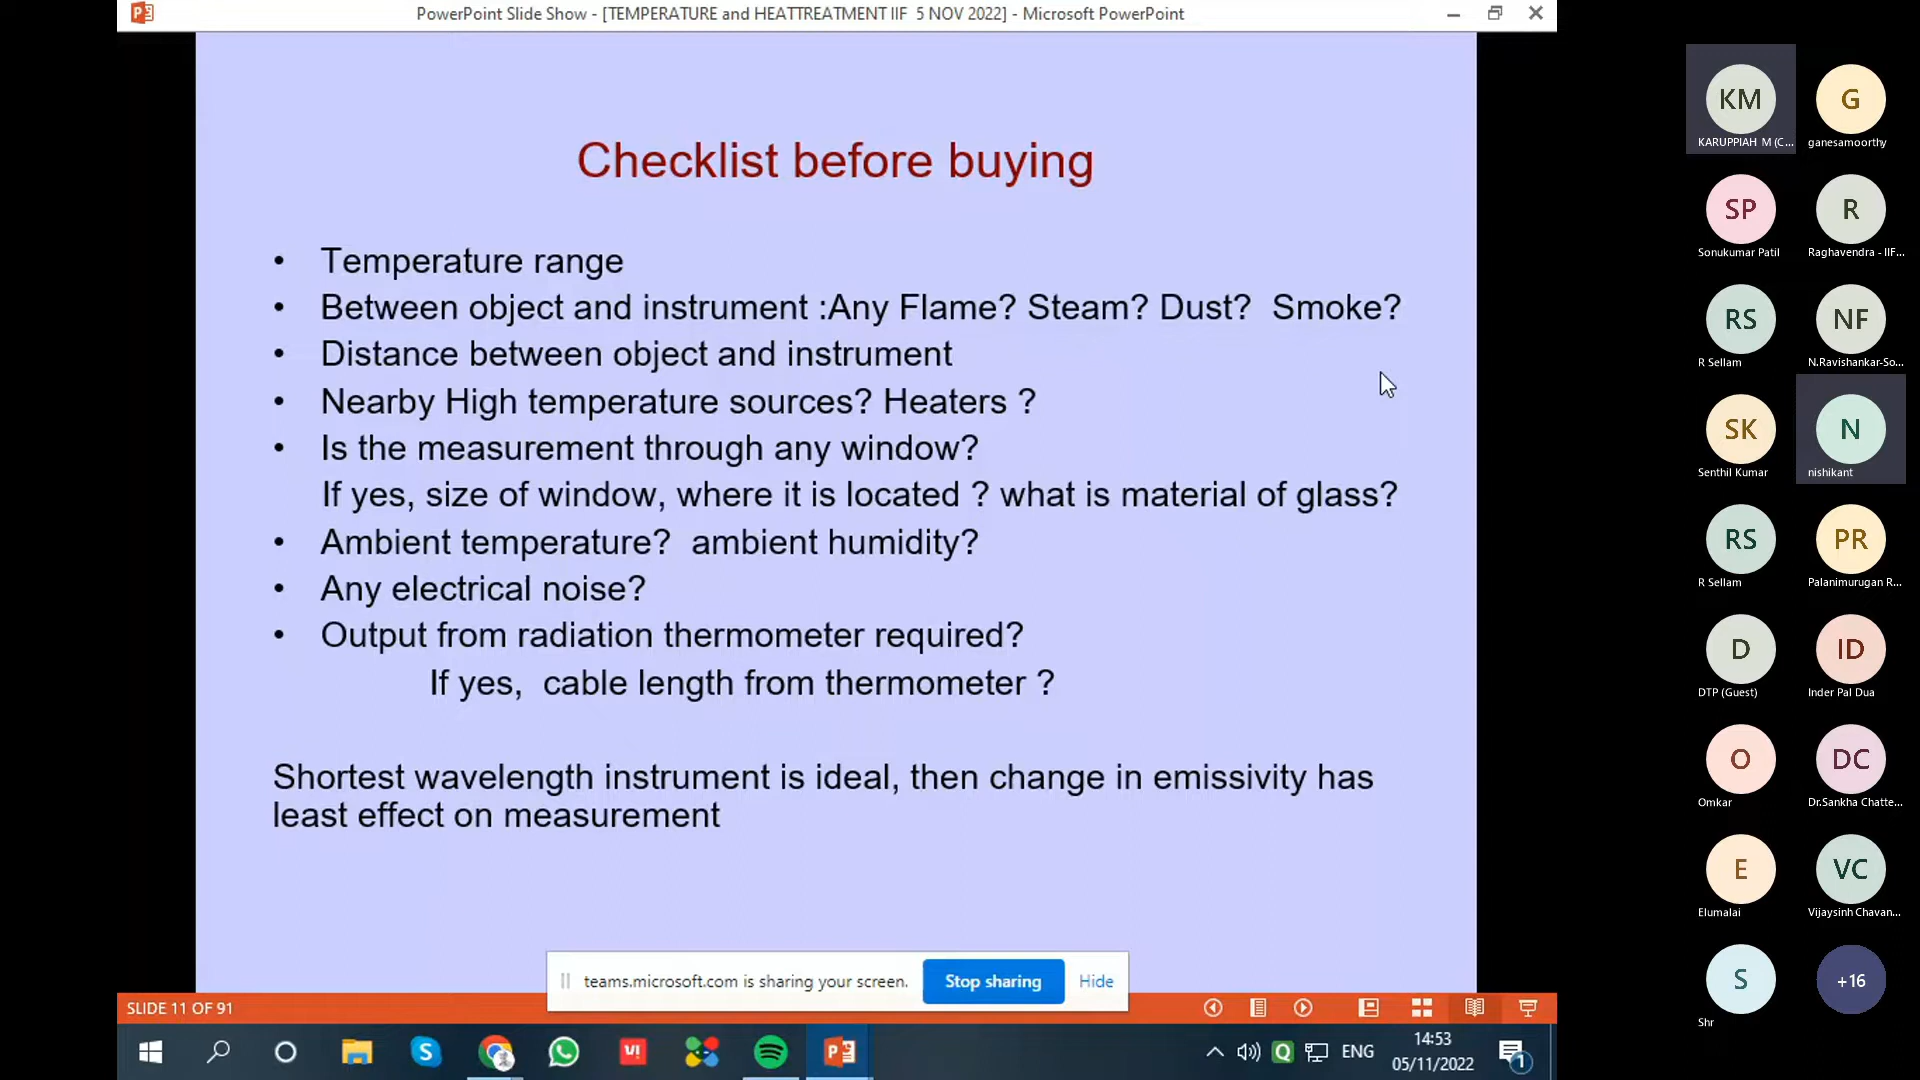 PowerPoint Slide Show - [TEMPERATURE and HEATTREATMENT IIF 5 NOV 2022] - Microsoft PowerPoint
Checklist before buying
• Temperature range
• Between object and instrument :Any Flame? Steam? Dust? Smoke?
• Distance between object and instrument
• Nearby High temperature sources? Heaters ?
• Is the measurement through any window?
If yes, size of window, where it is located ? what is material of glass?
• Ambient temperature? ambient humidity?
• Any electrical noise?
• Output from radiation thermometer required?
If yes, cable length from thermometer ?
Shortest wavelength instrument is ideal, then change in emissivity has
least effect on measurement
teams.microsoft.com is sharing your screen. Stop sharing Hide
SLIDE 11 OF 91
ENG
14:53
05/11/2022
1
KM
KARUPPIAH M (C...
G
ganesamoorthy
SP
Sonukumar Patil
R
Raghavendra - IIF...
RS
R Sellam
NF
N.Ravishankar-So...
SK
Senthil Kumar
N
nishikant
RS
R Sellam
PR
Palanimurugan R...
D
DTP (Guest)
ID
Inder Pal Dua
O
Omkar
DC
Dr.Sankha Chatte...
E
Elumalai
VC
Vijaysinh Chavan...
S
Shr
+16